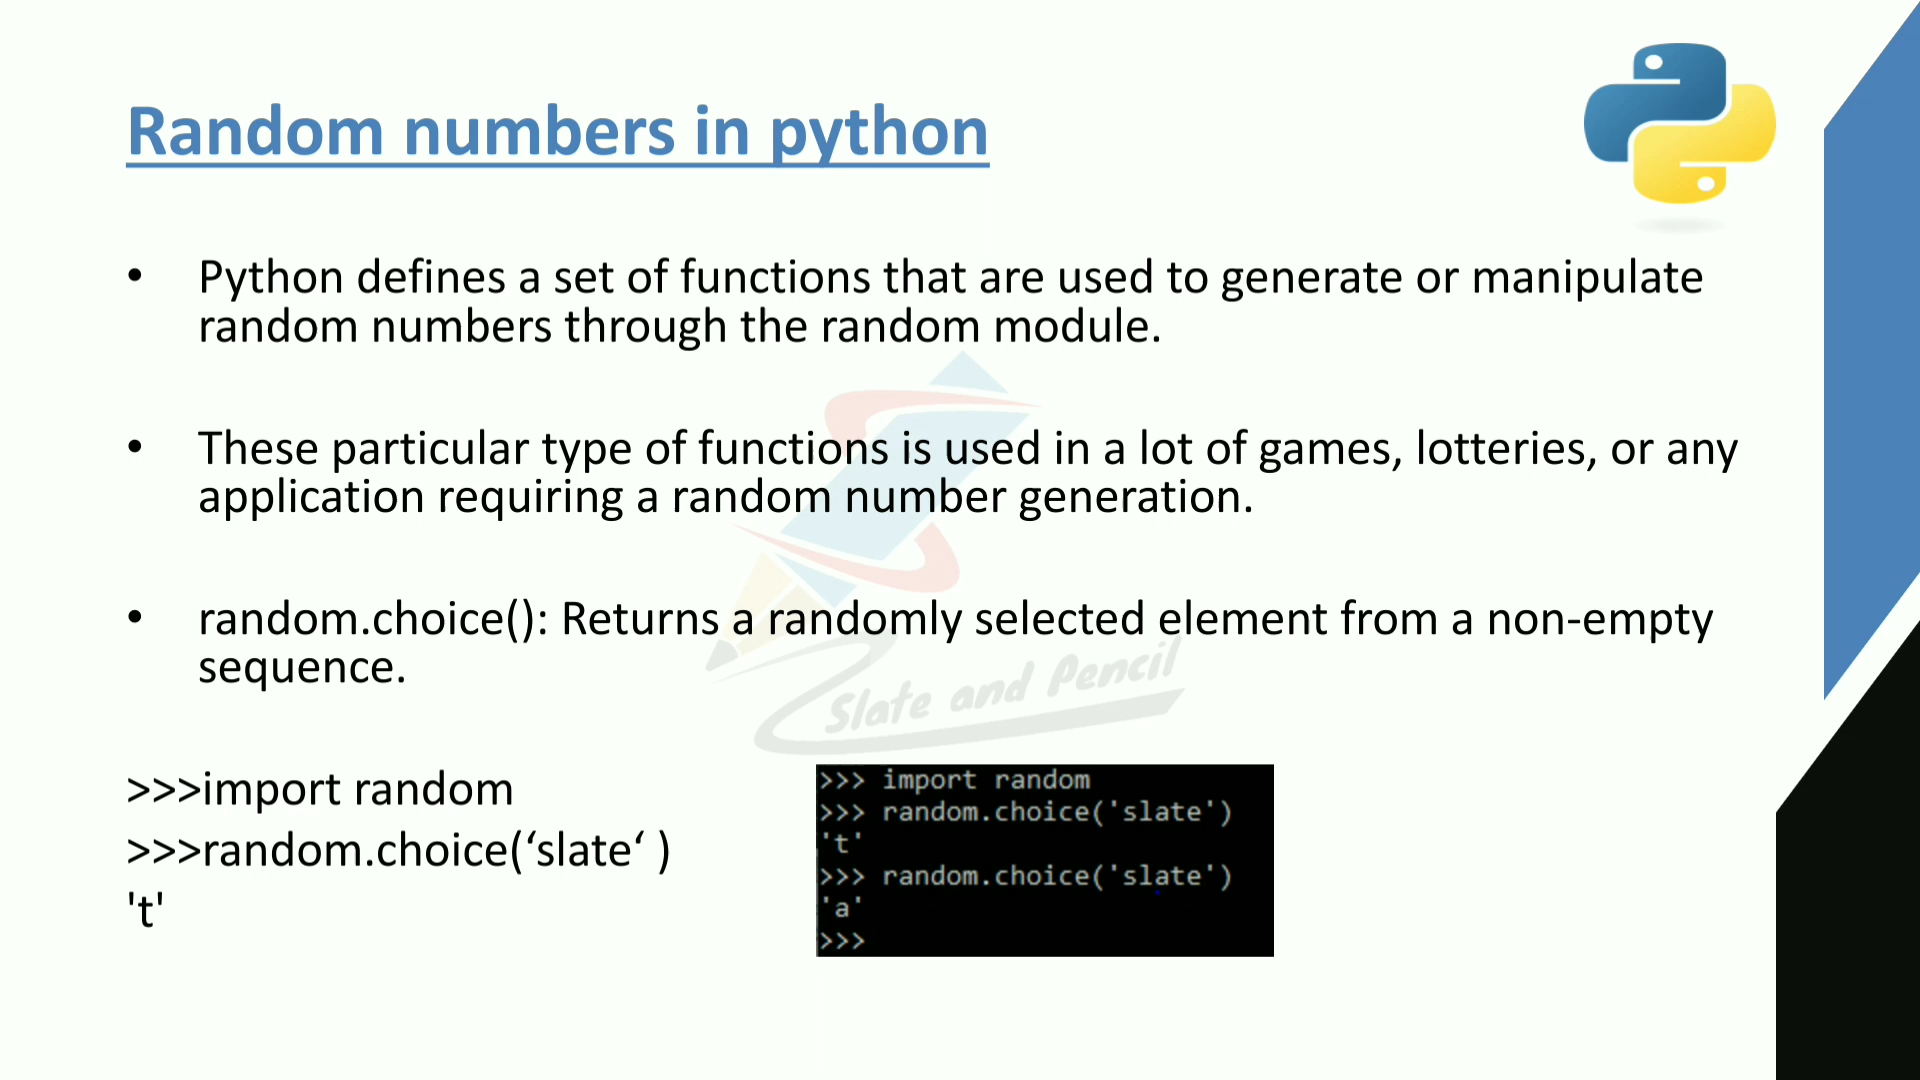 Random numbers in python
• Python defines a set of functions that are used to generate or manipulate
random numbers through the random module.
• These particular type of functions is used in a lot of games, lotteries, or any
application requiring a random number generation.
• random.choice(): Returns a randomly selected element from a non-empty
sequence.
Slate and Pencil
>>>import random
>>>random.choice(‘slate‘ )
't'
>>> import random
>>> random.choice('slate')
't'
>>> random.choice('slate')
'a'
>>>